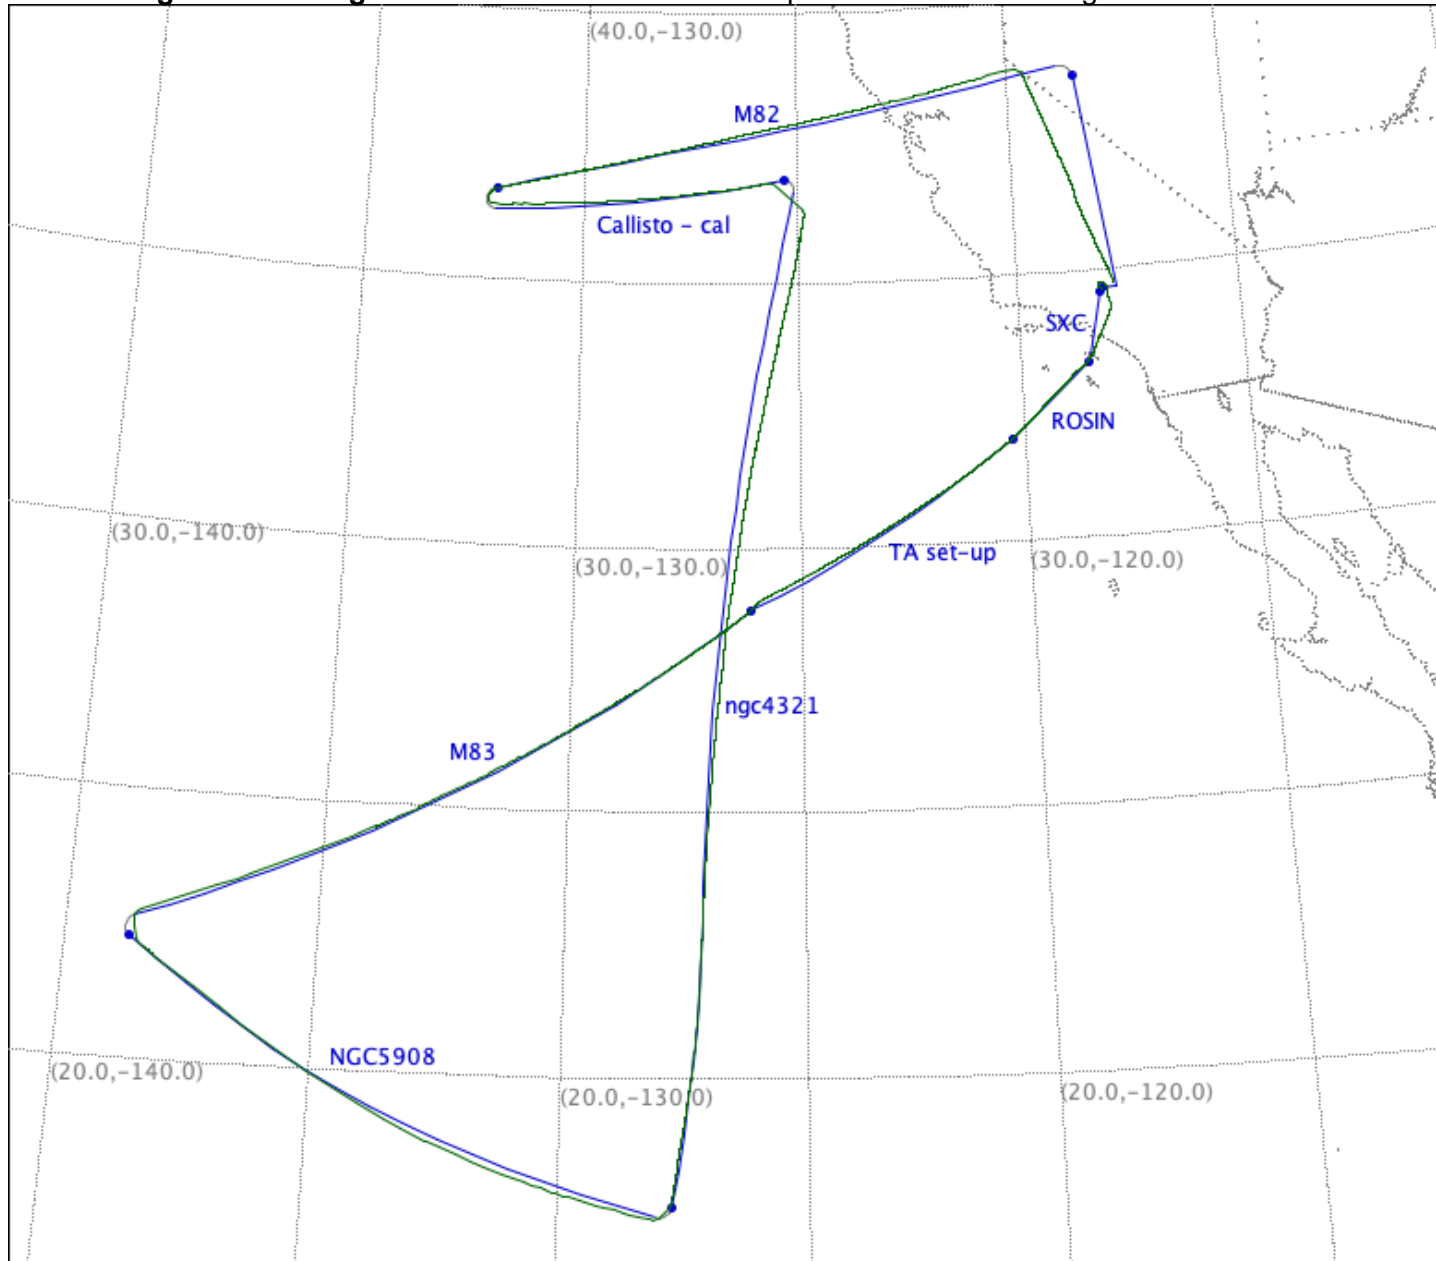 (40.0,-130.0)
M82
Callisto - cal
SXC
ROSIN
(30.0,-140.0)
(30.0,-130.0)
TA set-up
(30.0,-120.0)
ngc4321
M83
NGC5908
(20.0,-140.0)
(20.0,-130.0)
(20.0,-120.0)